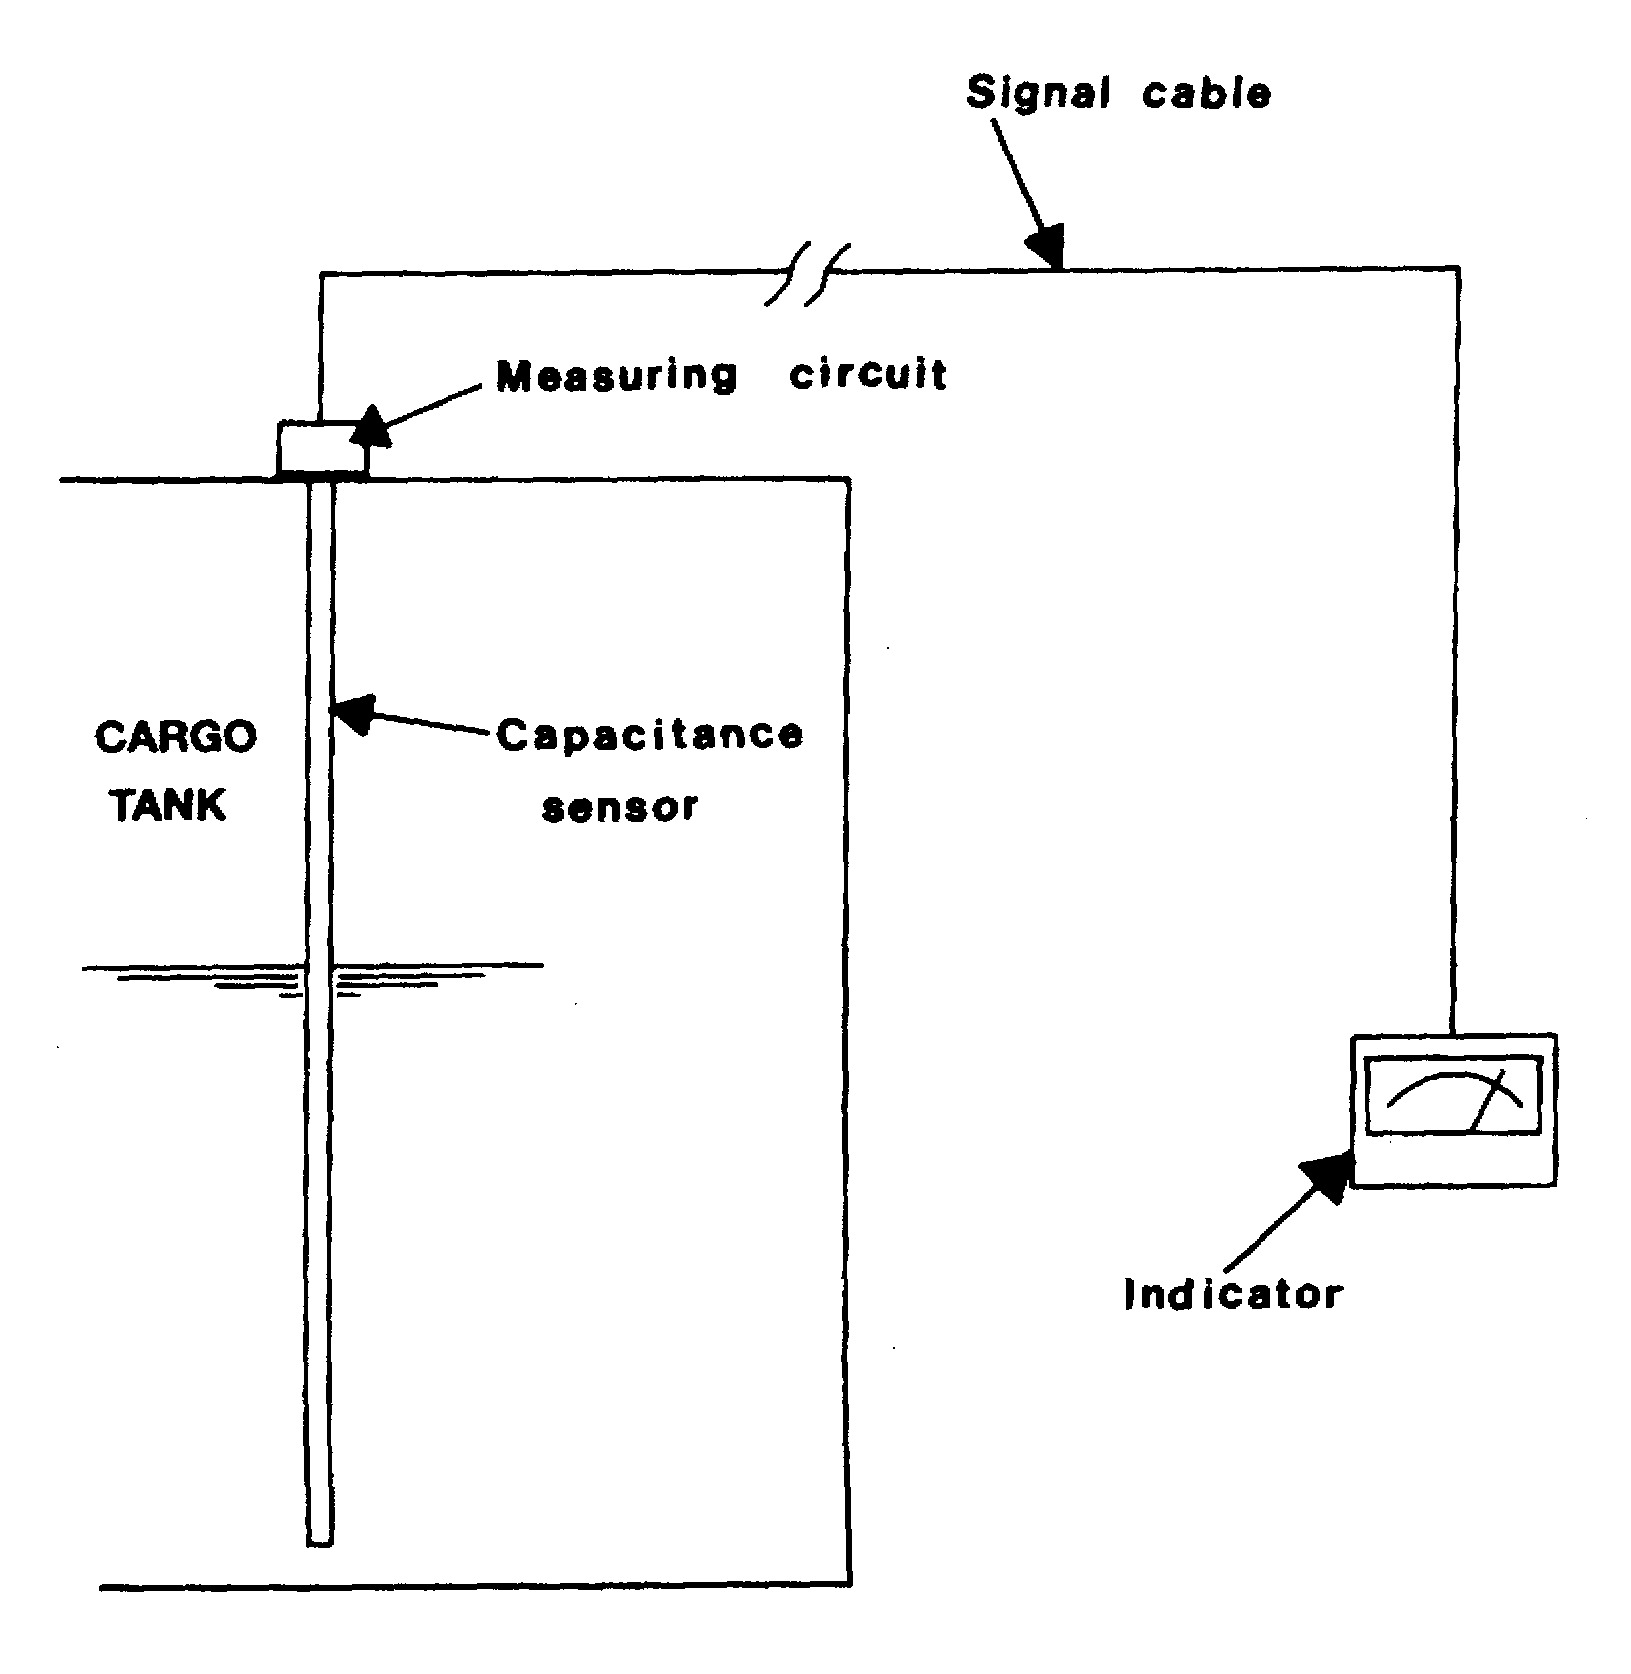 Signal cable
Measuring circuit
CARGO
TANK
Capacitance
sensor
Indicator